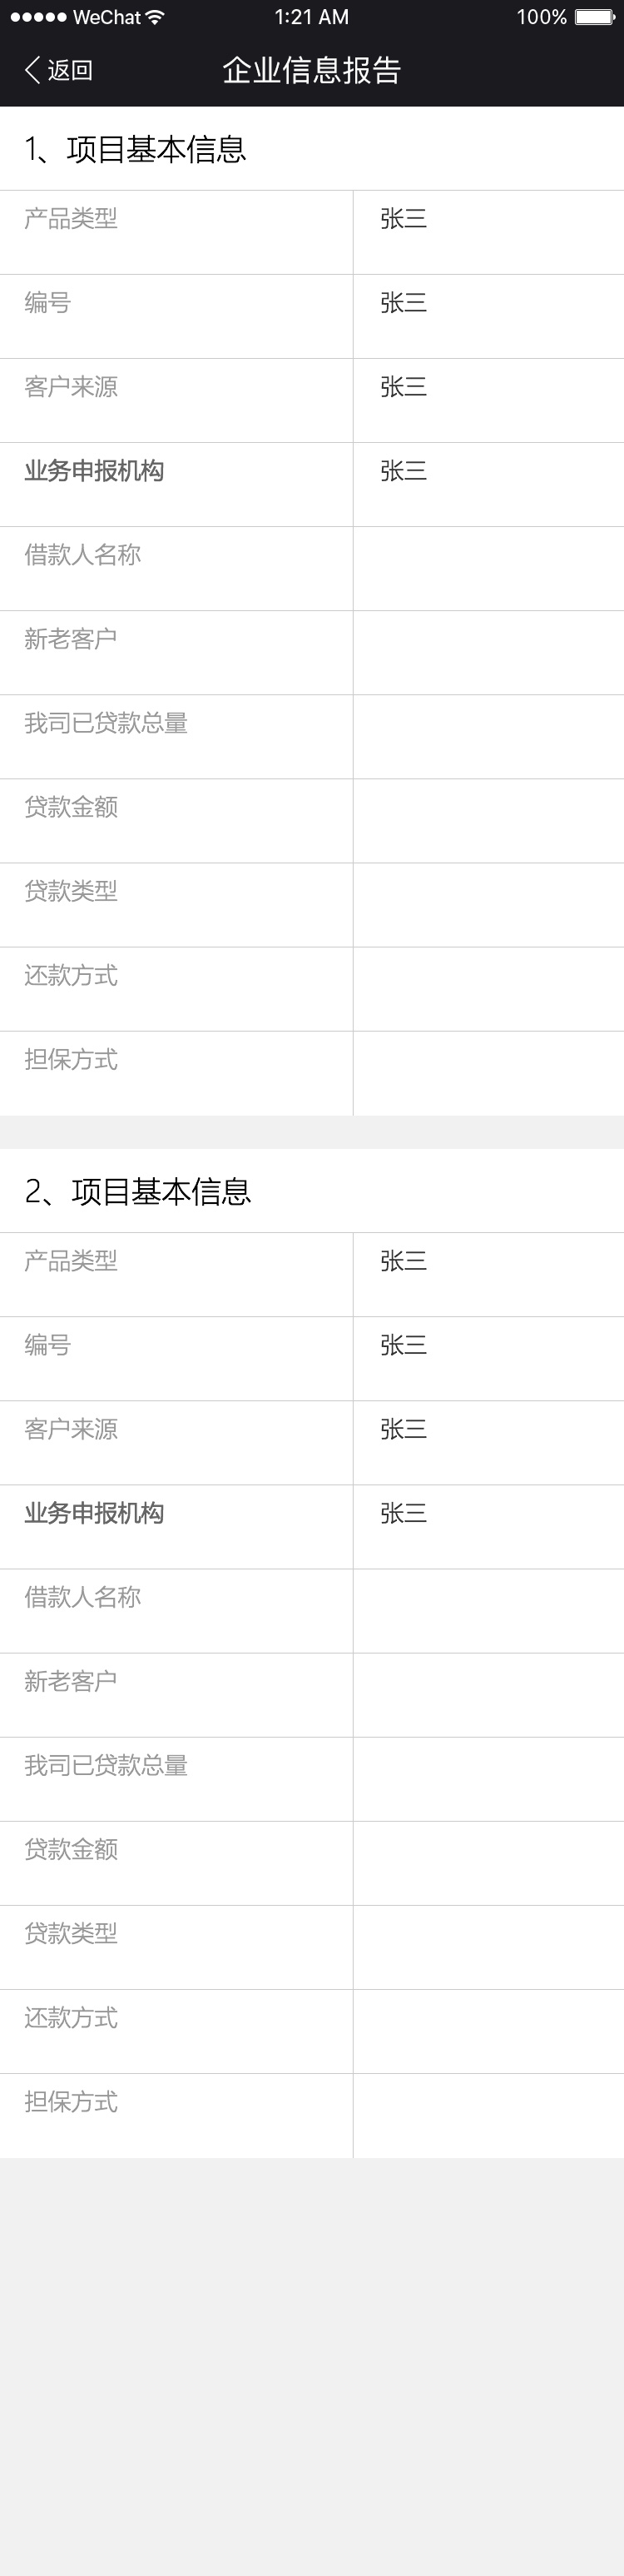 WeChat 1:21 AM 100%
返回 企业信息报告
1、项目基本信息
产品类型 张三
编号 张三
客户来源 张三
业务申报机构 张三
借款人名称
新老客户
我司已贷款总量
贷款金额
贷款类型
还款方式
担保方式
2、项目基本信息
产品类型 张三
编号 张三
客户来源 张三
业务申报机构 张三
借款人名称
新老客户
我司已贷款总量
贷款金额
贷款类型
还款方式
担保方式